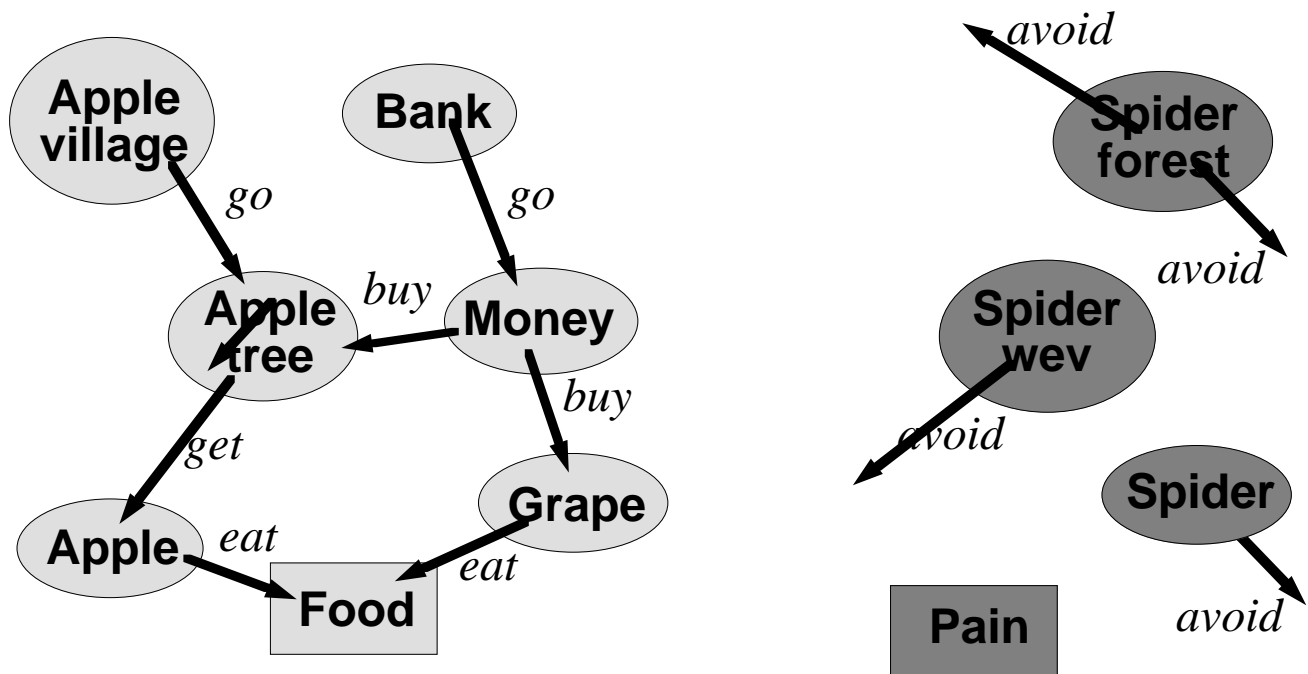 Apple
village
Bank
go
go
Apple
tree
buy
Money
buy
get
Grape
Apple
eat
eat
Food
avoid
Spider
forest
avoid
Spider
wev
avoid
Spider
avoid
Pain